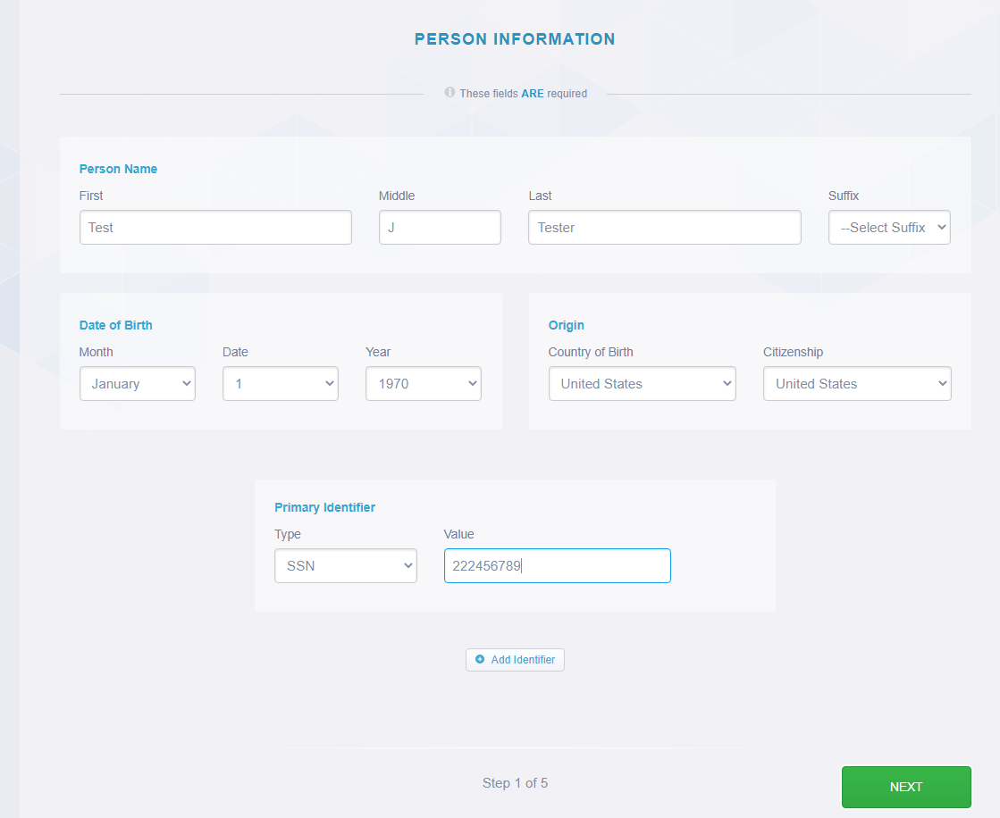 PERSON INFORMATION
These fields ARE required
Person Name
First Middle Last Suffix
Test J Tester --Select Suffix
Date of Birth
Month Date Year
January 1 1970
Origin
Country of Birth Citizenship
United States United States
Primary Identifier
Type Value
SSN 222456789
Add Identifier
Step 1 of 5
NEXT